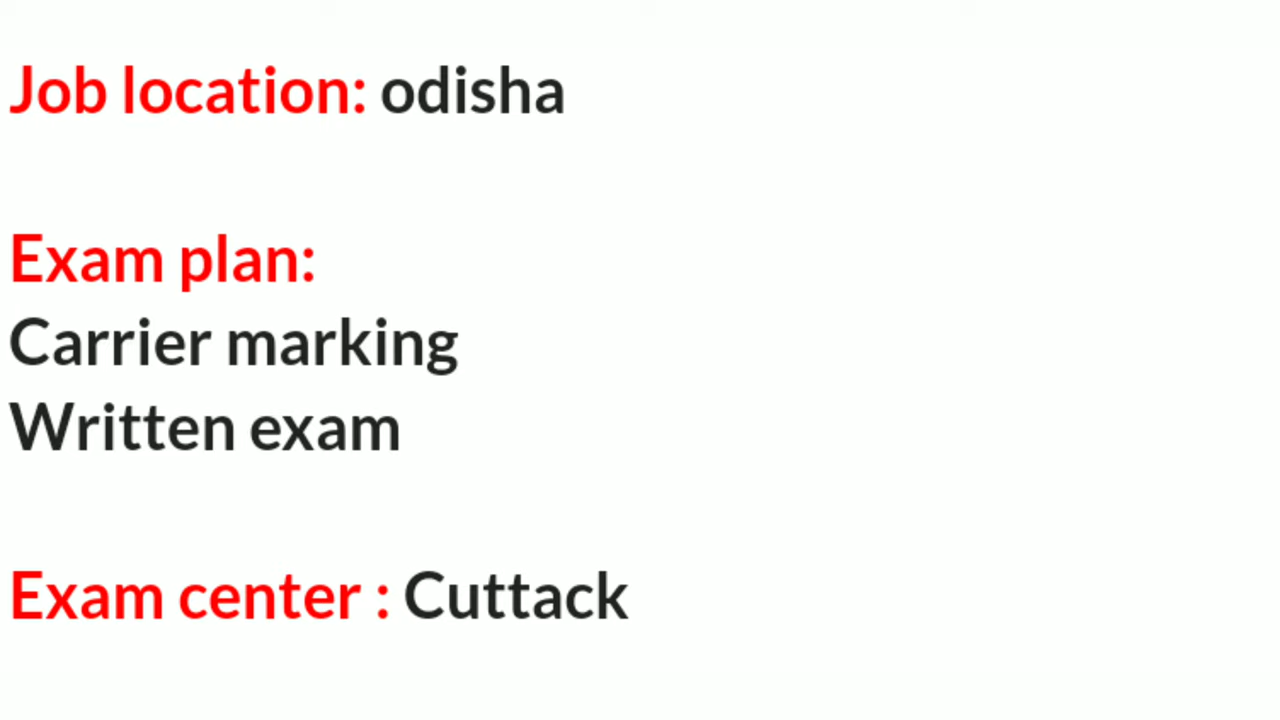 Job location: odisha
Exam plan:
Carrier marking
Written exam
Exam center : Cuttack